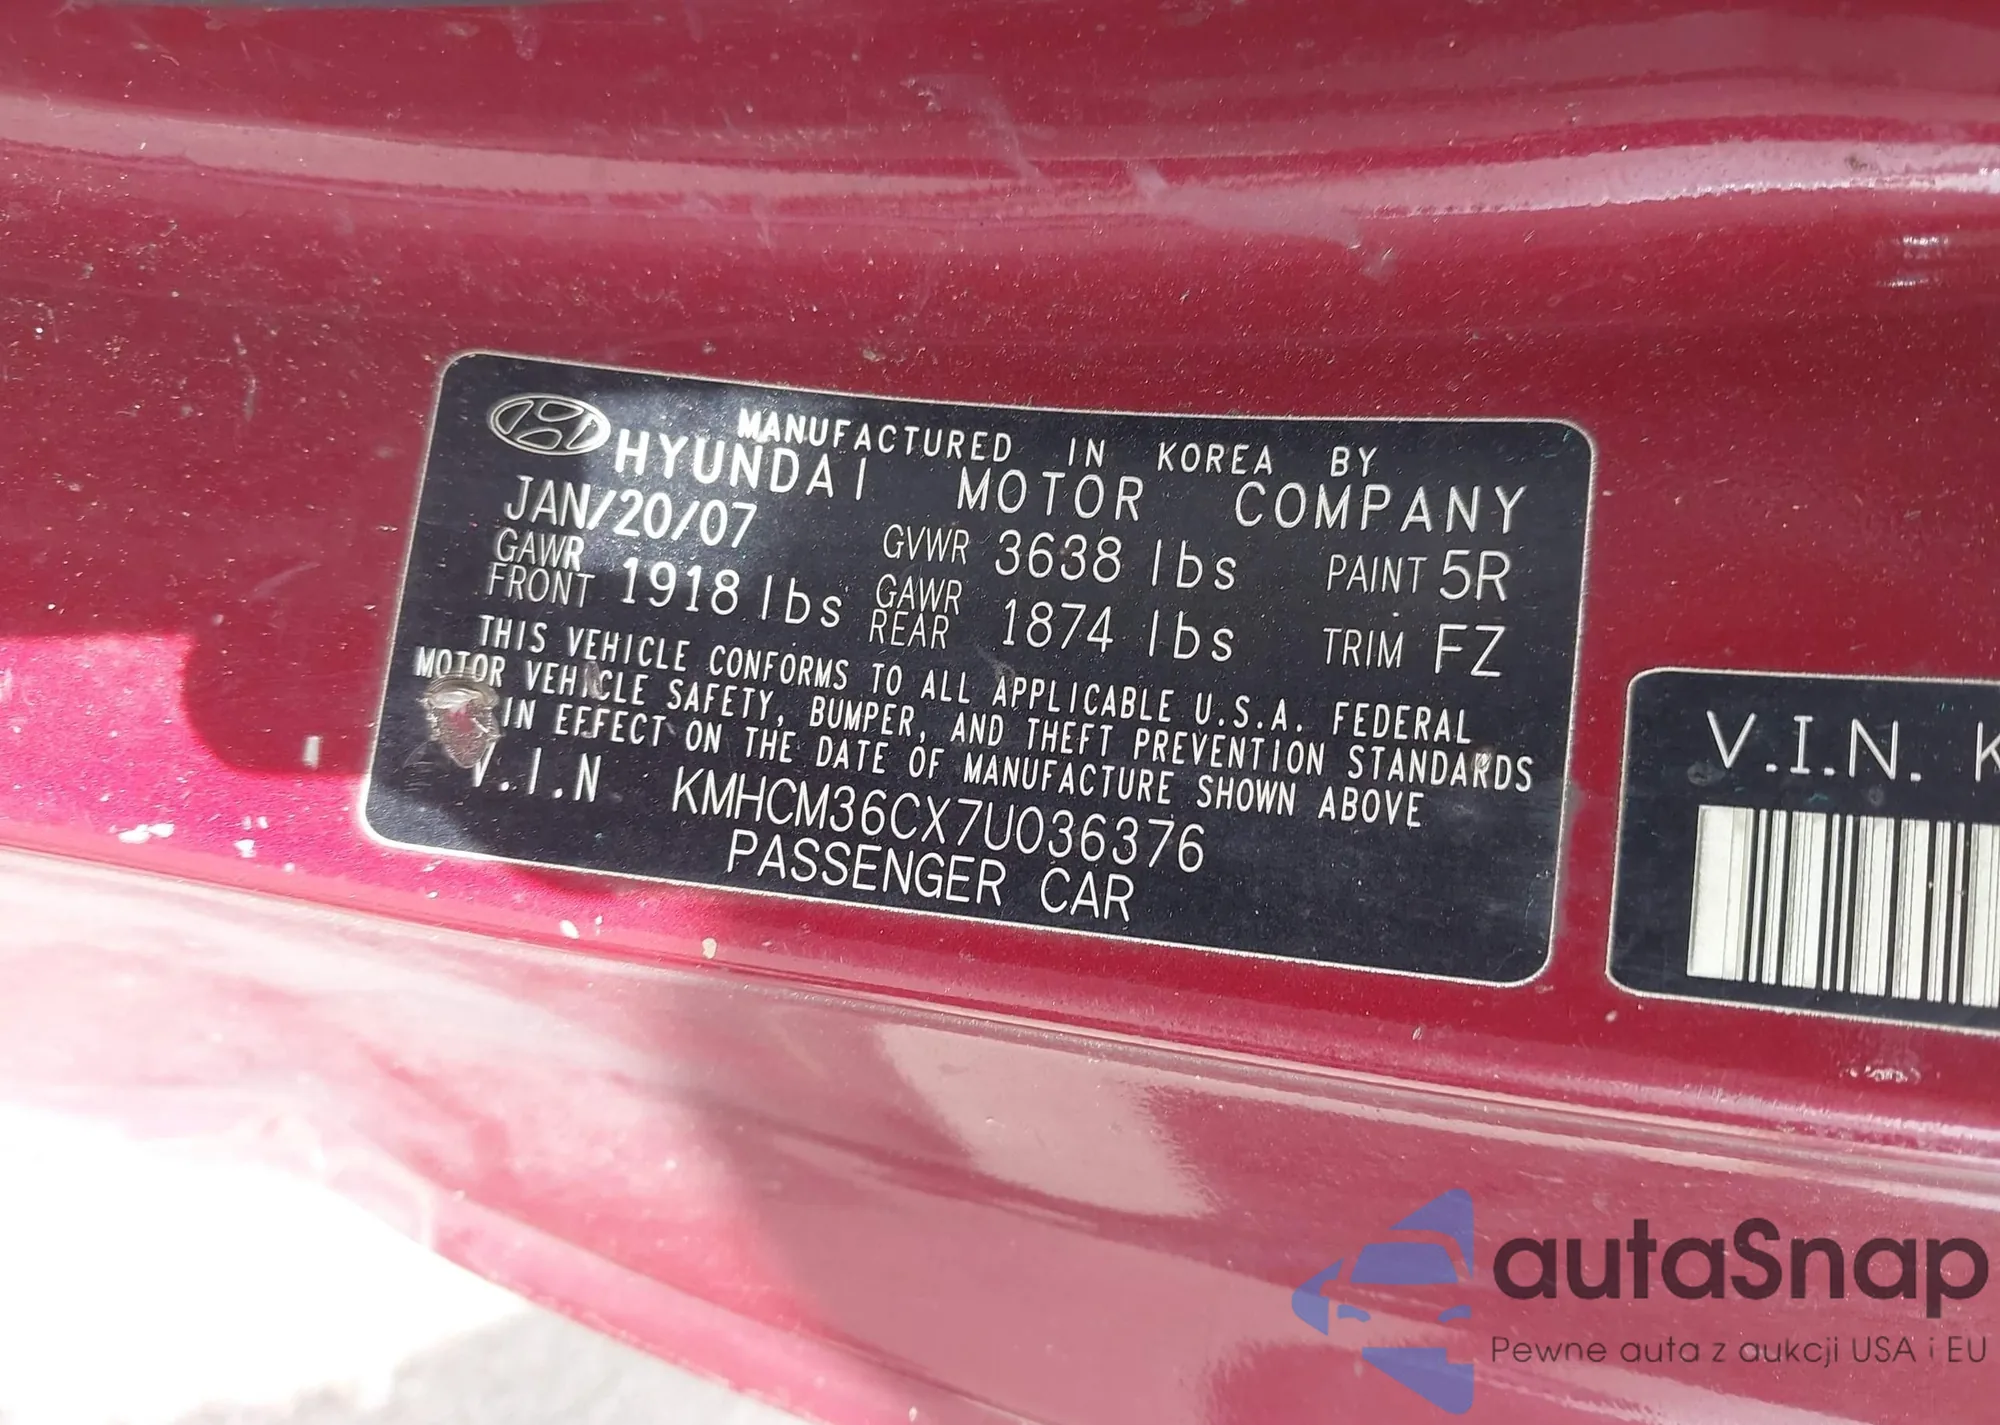 MANUFACTURED IN KOREA BY
HYUNDAI MOTOR COMPANY
JAN/20/07 GVWR 3638 lbs PAINT 5R
GAWR FRONT 1918 lbs GAWR REAR 1874 lbs TRIM FZ
THIS VEHICLE CONFORMS TO ALL APPLICABLE U.S.A. FEDERAL
MOTOR VEHICLE SAFETY, BUMPER, AND THEFT PREVENTION STANDARDS
IN EFFECT ON THE DATE OF MANUFACTURE SHOWN ABOVE
V.I.N KMHCM36CX7U036376
PASSENGER CAR
V.I.N. K
autaSnap
Pewne auta z aukcji USA i EU